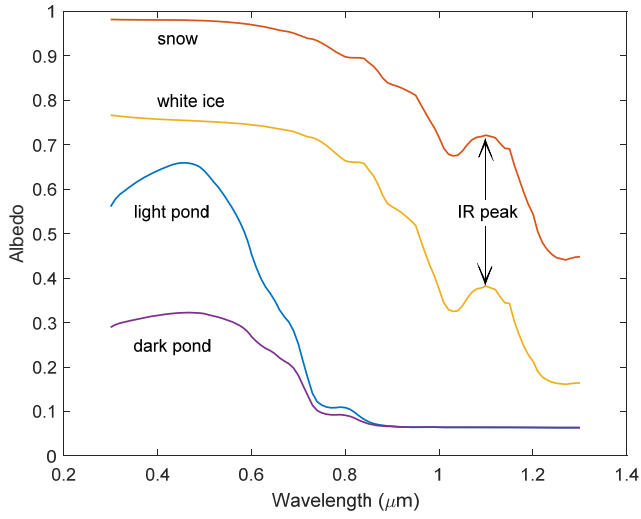 1
0.9
0.8
0.7
0.6
0.5
0.4
0.3
0.2
0.1
0
Albedo
snow
white ice
light pond
IR peak
dark pond
0.2
0.4
0.6
0.8
1
1.2
1.4
Wavelength (μm)